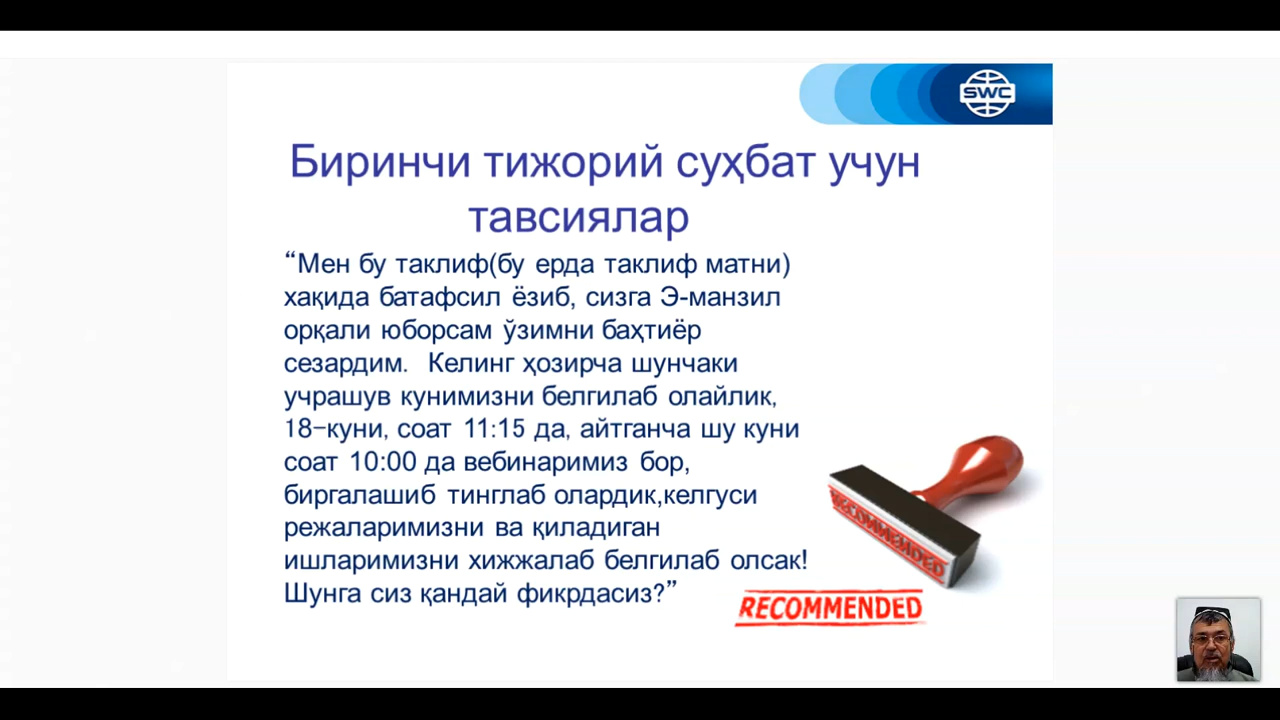 SWC
Биринчи тижорий суҳбат учун
тавсиялар
“Мен бу таклиф(бу ерда таклиф матни)
хақида батафсил ёзиб, сизга Э-манзил
орқали юборсам ўзимни баҳтиёр
сезардим. Келинг ҳозирча шунчаки
учрашув кунимизни белгилаб олайлик,
18-куни, соат 11:15 да, айтганча шу куни
соат 10:00 да вебинаримиз бор,
биргалашиб тинглаб олардик,келгуси
режаларимизни ва қиладиган
ишларимизни хижжалаб белгилаб олсак!
Шунга сиз қандай фикрдасиз?”
RECOMMENDED
RECOMMENDED